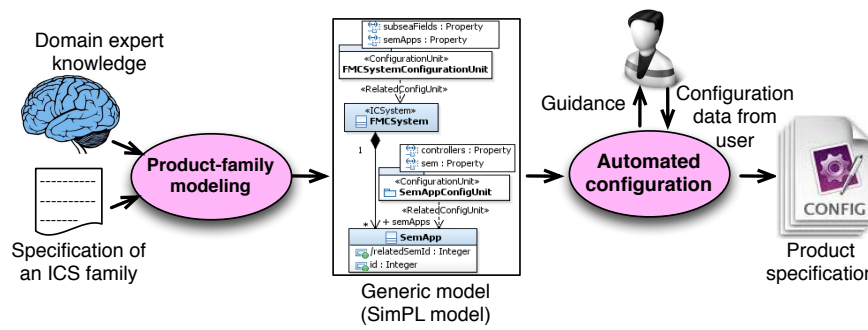 Domain expert
knowledge
Specification of
an ICS family
Product-family
modeling
subseaFields : Property
semApps : Property
«ConfigurationUnit»
FMCSystemConfigurationUnit
«RelatedConfigUnit»
«ICSystem»
FMCSystem
1
controllers : Property
sem : Property
«ConfigurationUnit»
SemAppConfigUnit
«RelatedConfigUnit»
* + semApps
SemApp
/relatedSemId : Integer
id : Integer
Generic model
(SimPL model)
Guidance
Configuration
data from
user
Automated
configuration
CONFIG
Product
specification